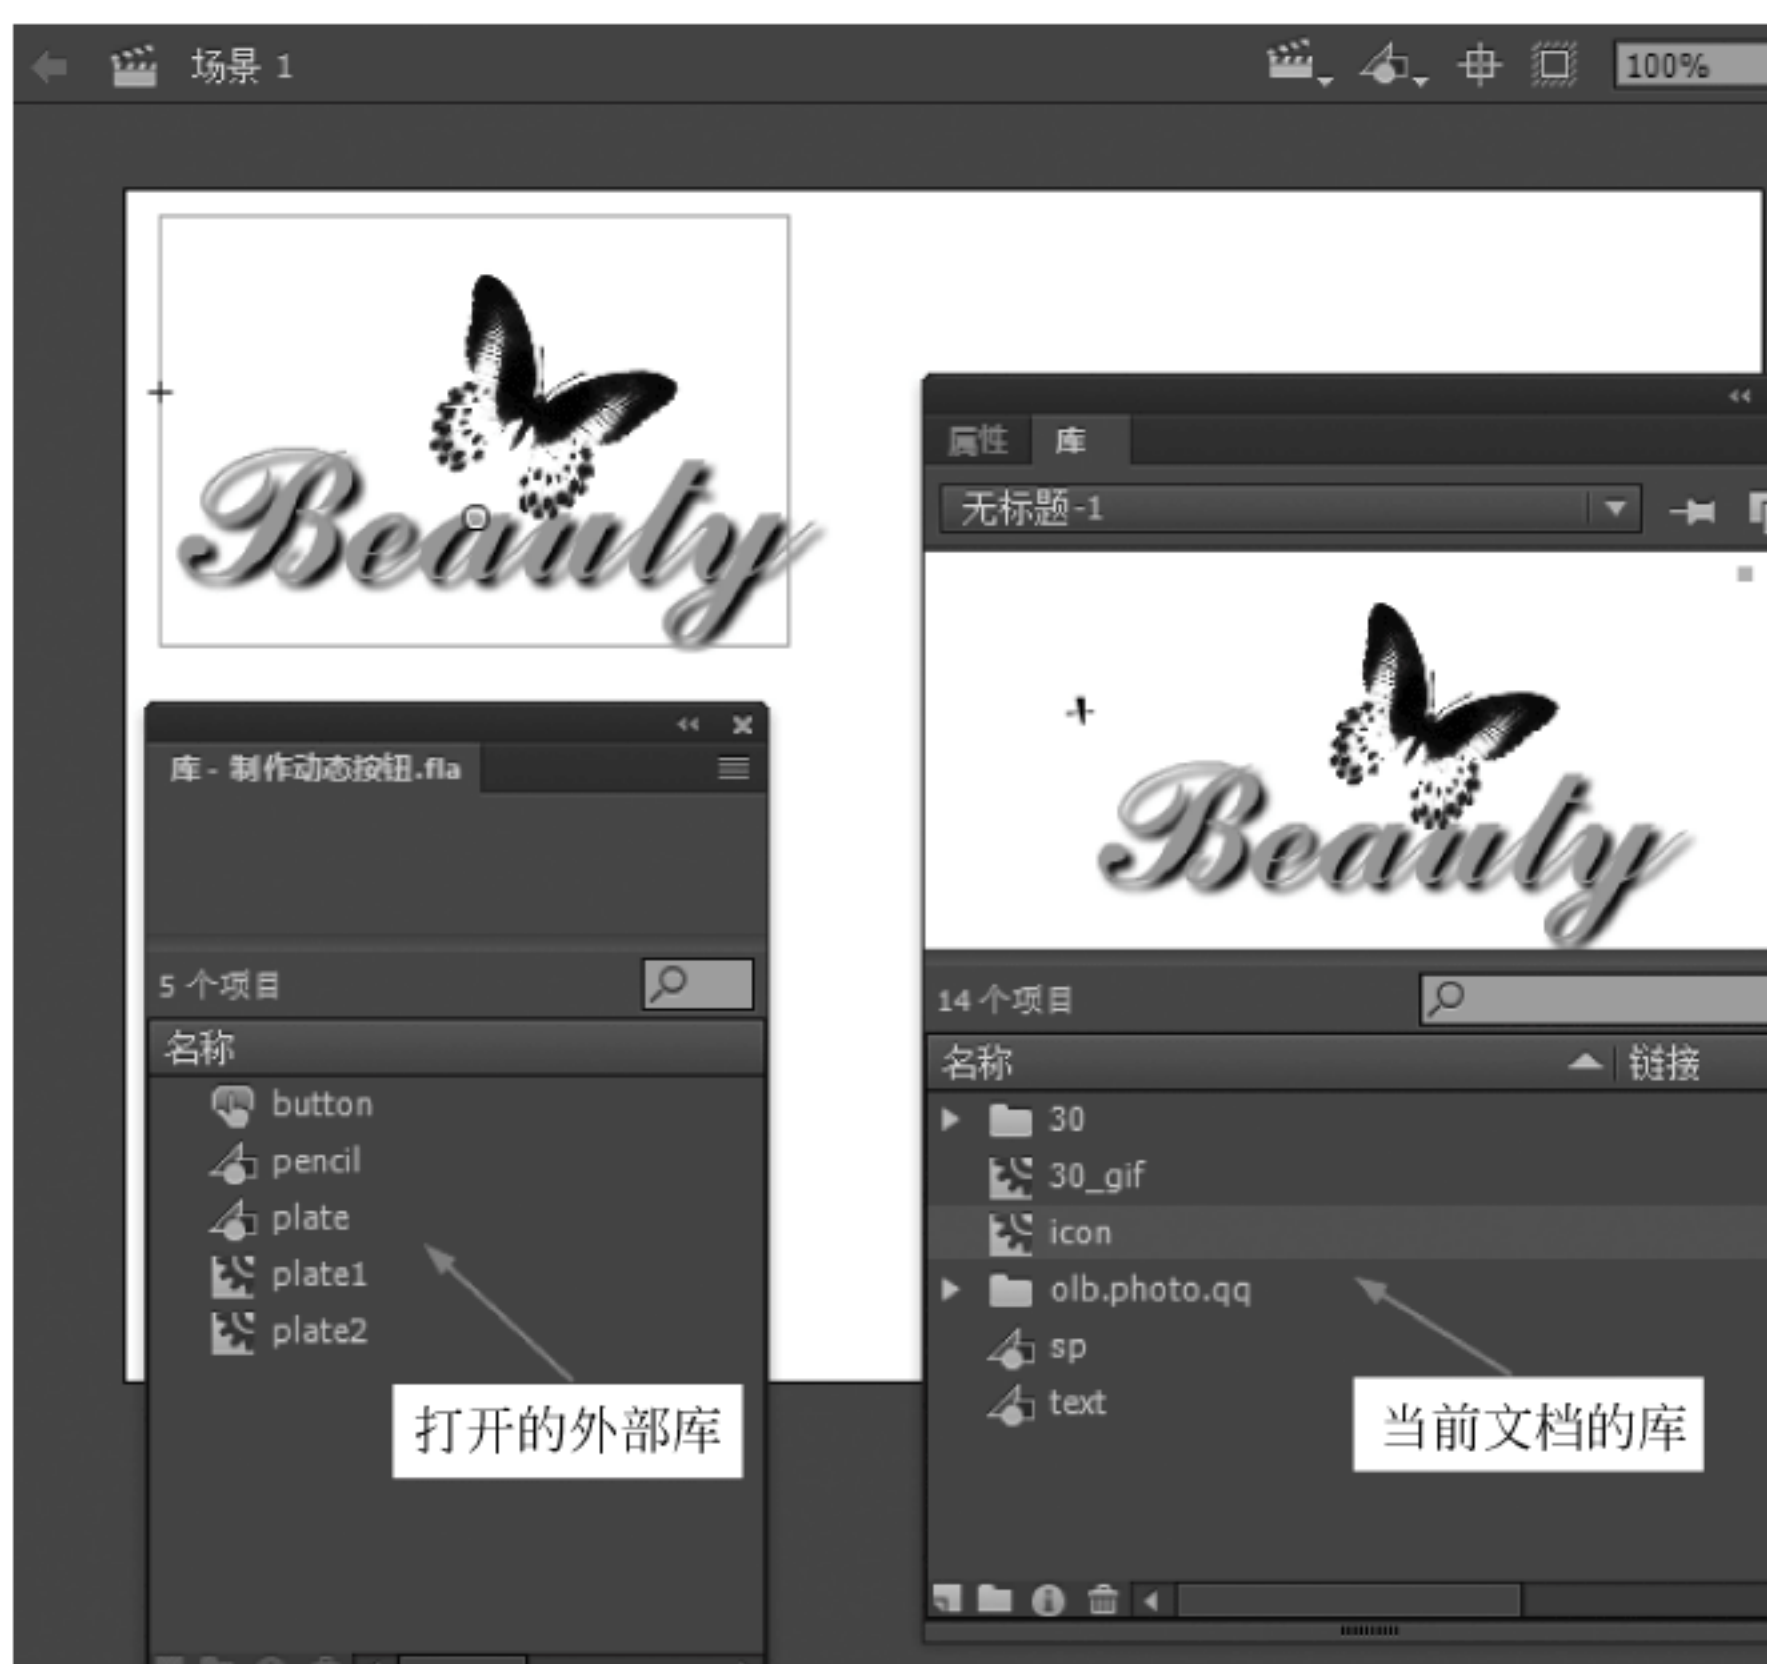 场景 1
100%
Beauty
属性 库
无标题-1
Beauty
库 - 制作动态按钮.fla
5 个项目
名称
button
pencil
plate
plate1
plate2
打开的外部库
14 个项目
名称 链接
30
30_gif
icon
olb.photo.qq
sp
text
当前文档的库